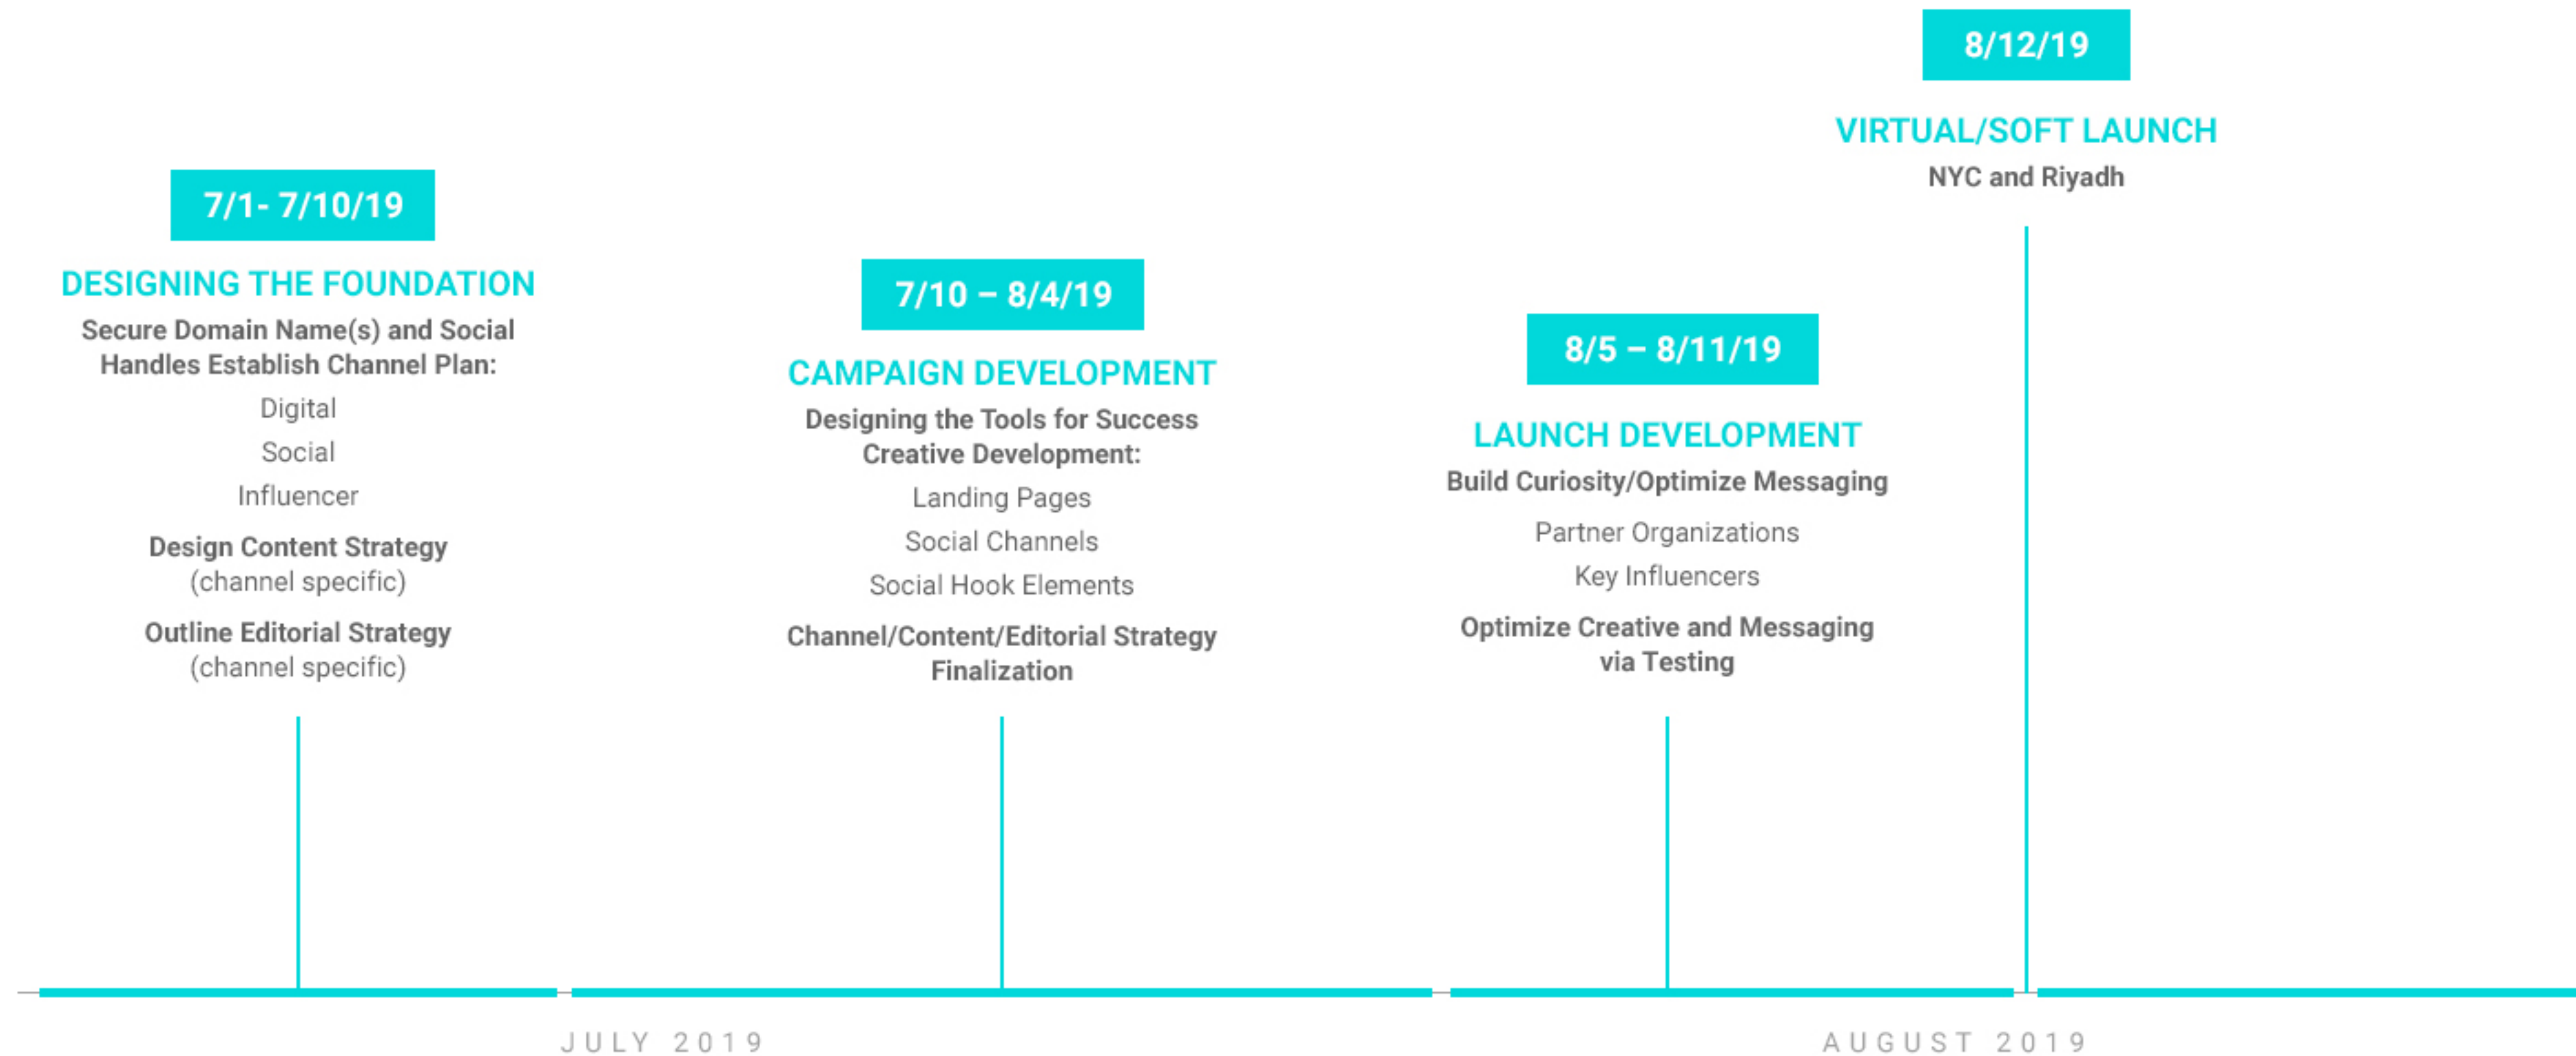 7/1- 7/10/19
DESIGNING THE FOUNDATION
Secure Domain Name(s) and Social
Handles Establish Channel Plan:
Digital
Social
Influencer
Design Content Strategy
(channel specific)
Outline Editorial Strategy
(channel specific)
7/10 – 8/4/19
CAMPAIGN DEVELOPMENT
Designing the Tools for Success
Creative Development:
Landing Pages
Social Channels
Social Hook Elements
Channel/Content/Editorial Strategy
Finalization
8/5 – 8/11/19
LAUNCH DEVELOPMENT
Build Curiosity/Optimize Messaging
Partner Organizations
Key Influencers
Optimize Creative and Messaging
via Testing
8/12/19
VIRTUAL/SOFT LAUNCH
NYC and Riyadh
JULY 2019
AUGUST 2019